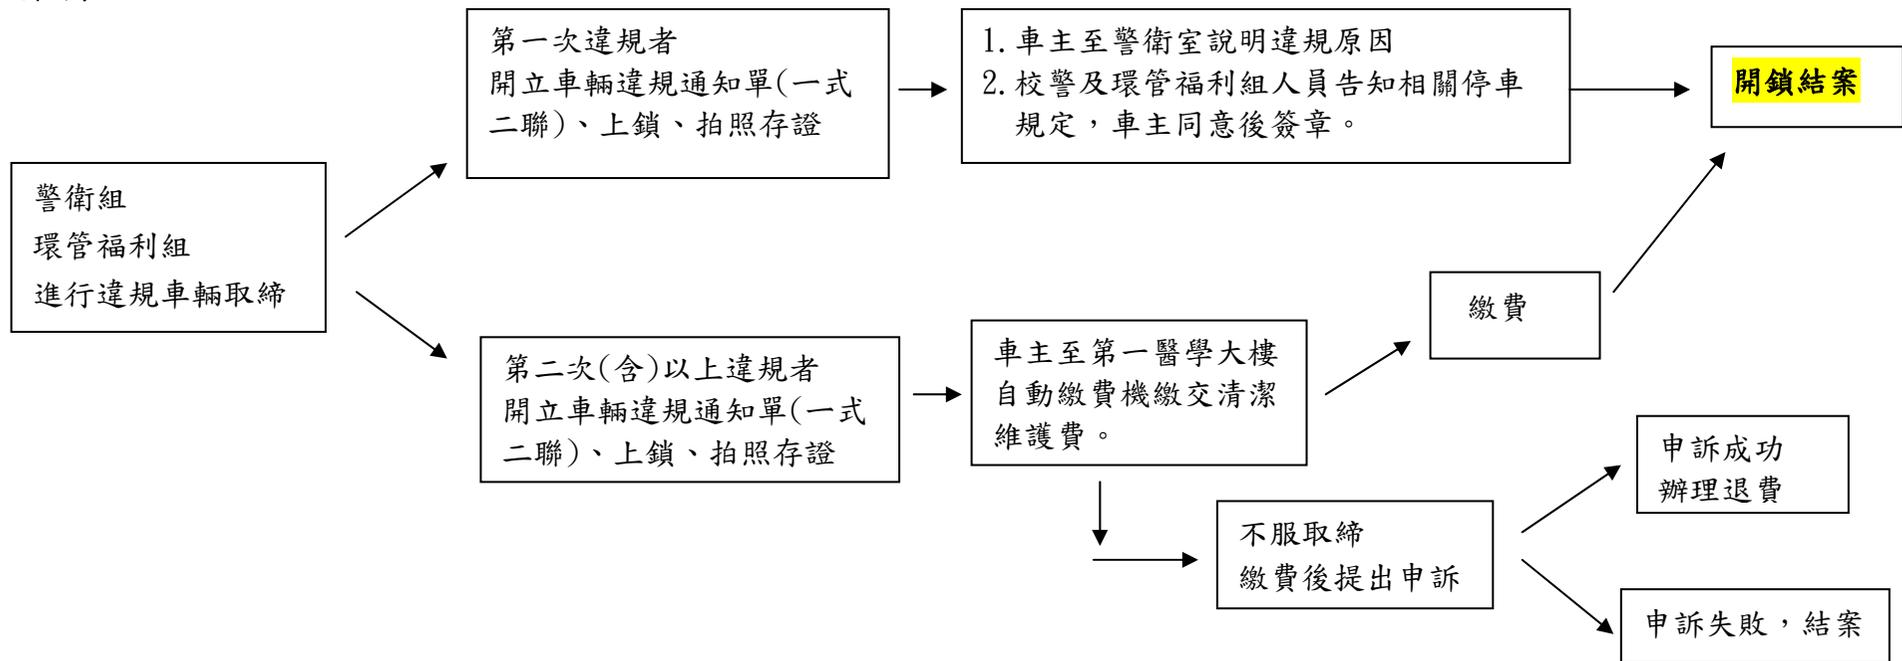 第一次違規者
開立車輛違規通知單(一式
二聯)、上鎖、拍照存證
1.車主至警衛室說明違規原因
2.校警及環管福利組人員告知相關停車
規定，車主同意後簽章。
開鎖結案
警衛組
環管福利組
進行違規車輛取締
第二次(含)以上違規者
開立車輛違規通知單(一式
二聯)、上鎖、拍照存證
車主至第一醫學大樓
自動繳費機繳交清潔
維護費。
繳費
不服取締
繳費後提出申訴
申訴成功
辦理退費
申訴失敗，結案